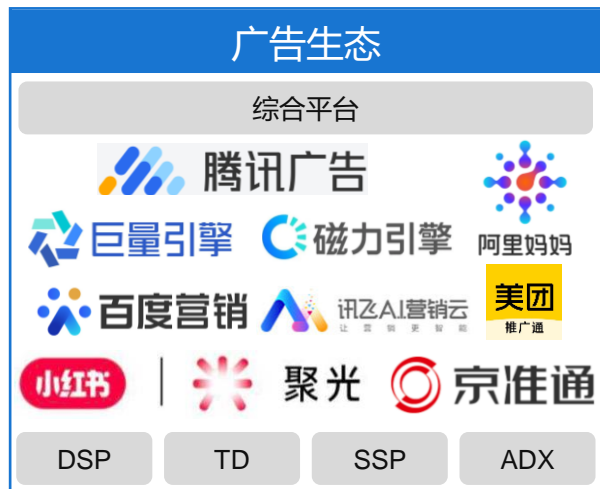 广告生态
综合平台
腾讯广告
巨量引擎
磁力引擎
阿里妈妈
百度营销
讯飞A.I.营销云
让营销更智能
美团
推广通
小红书
聚光
京准通
DSP
TD
SSP
ADX